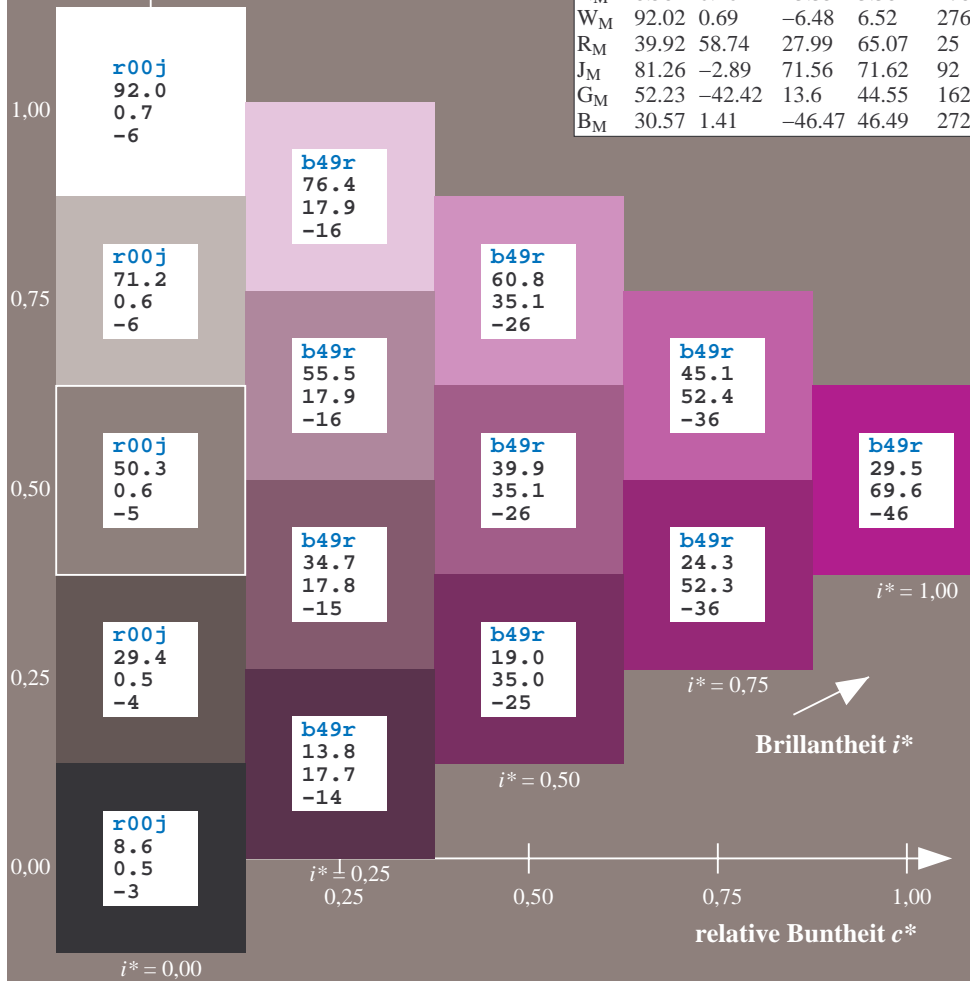 W_M 92.02 0.69 −6.48 6.52 276
R_M 39.92 58.74 27.99 65.07 25
J_M 81.26 −2.89 71.56 71.62 92
G_M 52.23 −42.42 13.6 44.55 162
B_M 30.57 1.41 −46.47 46.49 272
r00j
92.0
0.7
−6
1,00
b49r
76.4
17.9
−16
r00j
71.2
0.6
−6
b49r
60.8
35.1
−26
0,75
b49r
55.5
17.9
−16
b49r
45.1
52.4
−36
r00j
50.3
0.6
−5
b49r
39.9
35.1
−26
b49r
29.5
69.6
−46
0,50
b49r
34.7
17.8
−15
b49r
24.3
52.3
−36
i* = 1,00
r00j
29.4
0.5
−4
b49r
19.0
35.0
−25
0,25
i* = 0,75
b49r
13.8
17.7
−14
Brillantheit i*
i* = 0,50
r00j
8.6
0.5
−3
0,00
i* = 0,25
0,25 0,50 0,75 1,00
relative Buntheit c*
i* = 0,00